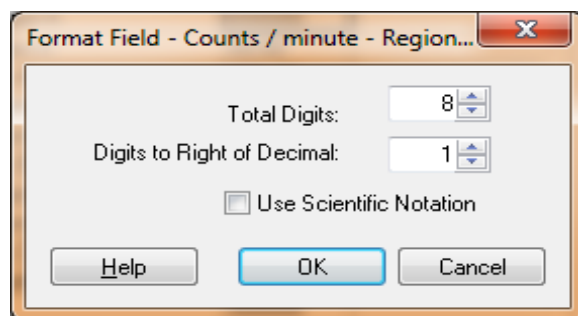 Format Field - Counts / minute - Region...
Total Digits: 8
Digits to Right of Decimal: 1
Use Scientific Notation
Help OK Cancel